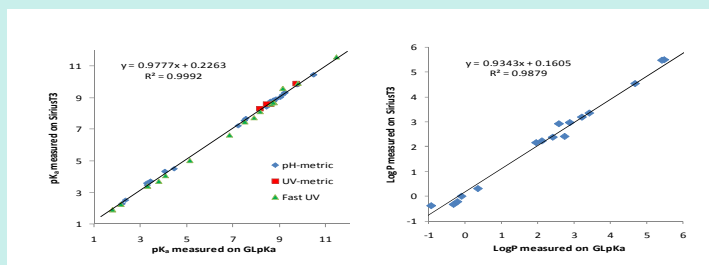 y = 0.9777x + 0.2263
R² = 0.9992
pKₐ measured on SiriusT3
11
9
7
5
3
1
pH-metric
UV-metric
Fast UV
1 3 5 7 9 11
pKₐ measured on GLpKa
y = 0.9343x + 0.1605
R² = 0.9879
LogP measured on SiriusT3
6
5
4
3
2
1
0
-1
-1 0 1 2 3 4 5 6
LogP measured on GLpKa